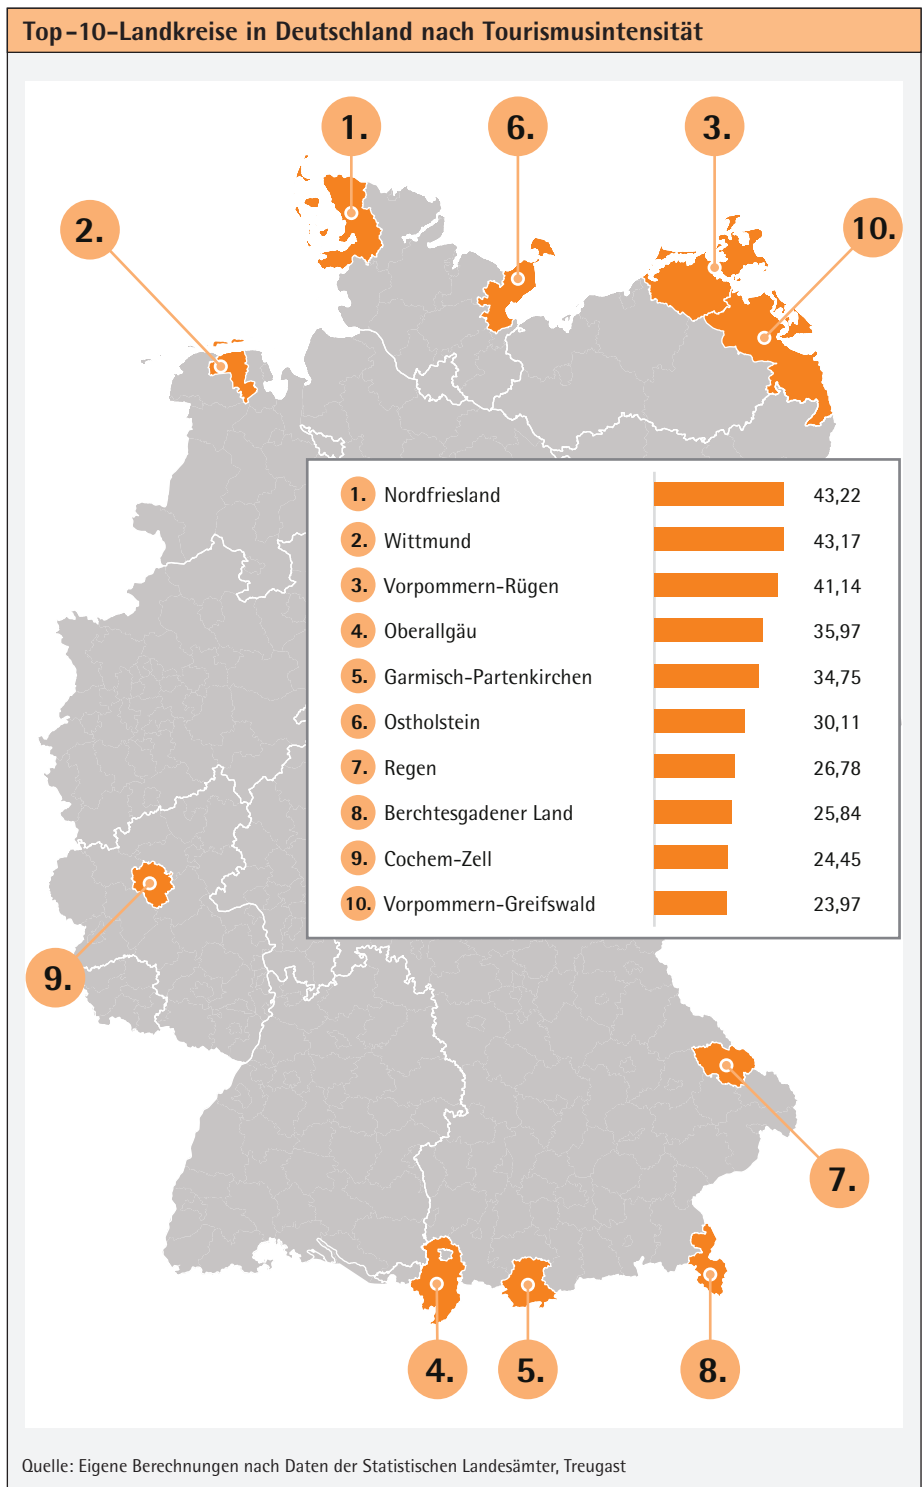 Top-10-Landkreise in Deutschland nach Tourismusintensität
1.
6.
3.
2.
10.
1. Nordfriesland 43,22
2. Wittmund 43,17
3. Vorpommern-Rügen 41,14
4. Oberallgäu 35,97
5. Garmisch-Partenkirchen 34,75
6. Ostholstein 30,11
7. Regen 26,78
8. Berchtesgadener Land 25,84
9. Cochem-Zell 24,45
10. Vorpommern-Greifswald 23,97
9.
7.
4.
5.
8.
Quelle: Eigene Berechnungen nach Daten der Statistischen Landesämter, Treugast